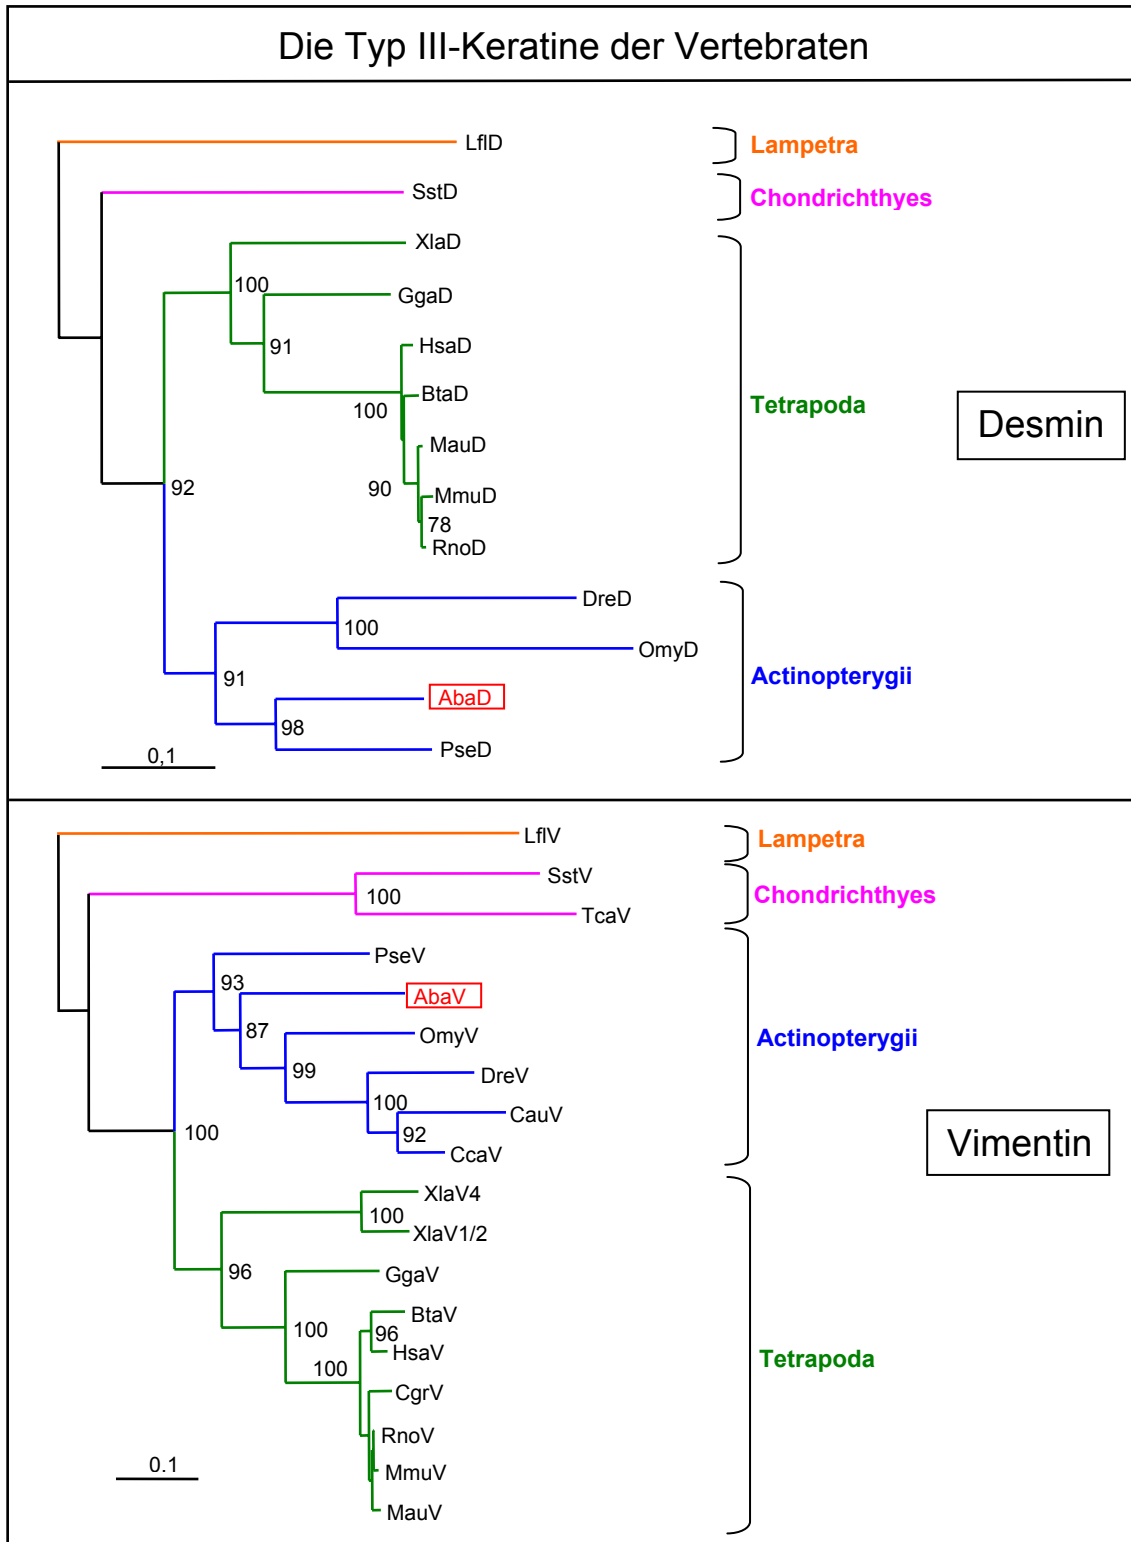 Die Typ III-Keratine der Vertebraten
LflD
Lampetra
SstD
Chondrichthyes
XlaD
100
GgaD
91
HsaD
BtaD
100
Tetrapoda
Desmin
MauD
90
92
MmuD
78
RnoD
DreD
100
OmyD
91
Actinopterygii
AbaD
98
PseD
0,1
LflV
Lampetra
SstV
100
Chondrichthyes
TcaV
PseV
93
AbaV
87
OmyV
Actinopterygii
99
DreV
100
CauV
92
100
Vimentin
CcaV
XlaV4
100
XlaV1/2
96
GgaV
BtaV
100
96
HsaV
Tetrapoda
100
CgrV
RnoV
0.1
MmuV
MauV